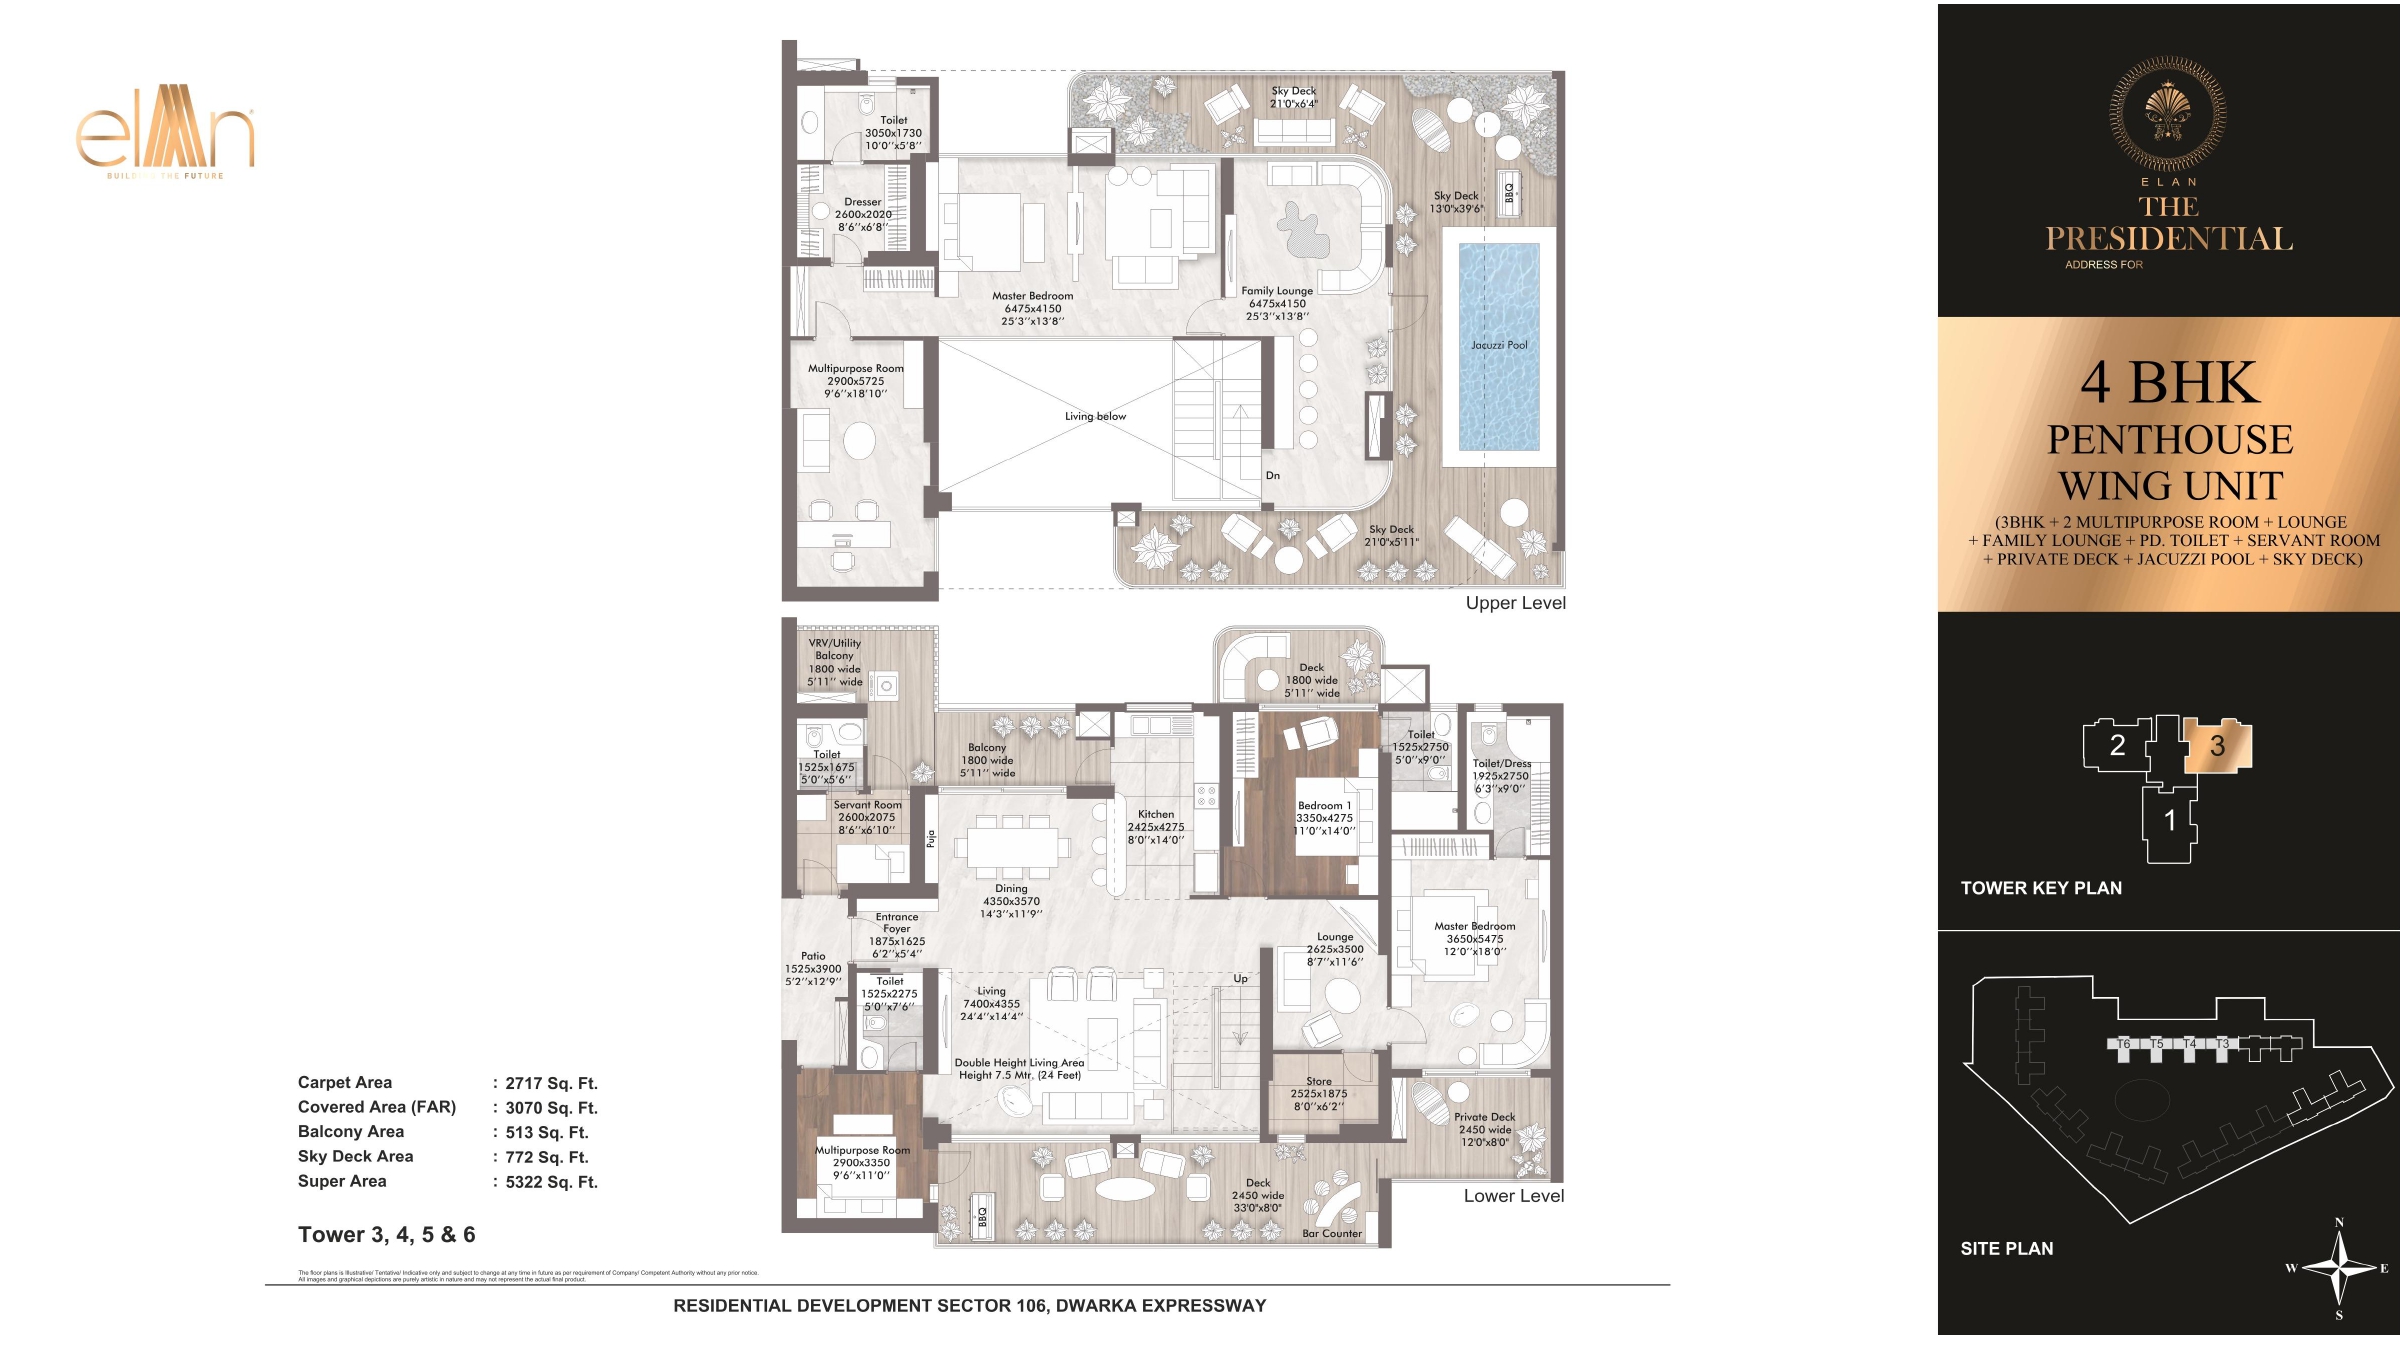 elan
BUILDING THE FUTURE
Toilet
3050x1730
10'0''x5'8''
Dresser
2600x2020
8'6''x6'8''
Master Bedroom
6475x4150
25'3''x13'8''
Multipurpose Room
2900x5725
9'6''x18'10''
Living below
Family Lounge
6475x4150
25'3''x13'8''
Sky Deck
21'0"x6'4"
Sky Deck
13'0"x39'6"
BBQ
Jacuzzi Pool
Dn
Sky Deck
21'0"x5'11"
Upper Level
VRV/Utility
Balcony
1800 wide
5'11'' wide
Toilet
1525x1675
5'0''x5'6''
Servant Room
2600x2075
8'6''x6'10''
Balcony
1800 wide
5'11'' wide
Puja
Dining
4350x3570
14'3''x11'9''
Kitchen
2425x4275
8'0''x14'0''
Deck
1800 wide
5'11'' wide
Bedroom 1
3350x4275
11'0''x14'0''
Toilet
1525x2750
5'0''x9'0''
Toilet/Dress
1925x2750
6'3''x9'0''
Entrance
Foyer
1875x1625
6'2''x5'4''
Patio
1525x3900
5'2''x12'9''
Toilet
1525x2275
5'0''x7'6''
Living
7400x4355
24'4''x14'4''
Double Height Living Area
Height 7.5 Mtr. (24 Feet)
Up
Lounge
2625x3500
8'7''x11'6''
Master Bedroom
3650x5475
12'0''x18'0''
Store
2525x1875
8'0''x6'2''
Private Deck
2450 wide
12'0"x8'0"
Multipurpose Room
2900x3350
9'6''x11'0''
BBQ
Deck
2450 wide
33'0"x8'0"
Bar Counter
Lower Level
Carpet Area : 2717 Sq. Ft.
Covered Area (FAR) : 3070 Sq. Ft.
Balcony Area : 513 Sq. Ft.
Sky Deck Area : 772 Sq. Ft.
Super Area : 5322 Sq. Ft.
Tower 3, 4, 5 & 6
The floor plans is Illustrative/ Tentative/ Indicative only and subject to change at any time in future as per requirement of Company/ Competent Authority without any prior notice.
All images and graphical depictions are purely artistic in nature and may not represent the actual final product.
RESIDENTIAL DEVELOPMENT SECTOR 106, DWARKA EXPRESSWAY
ELAN
THE
PRESIDENTIAL
ADDRESS FOR
4 BHK
PENTHOUSE
WING UNIT
(3BHK + 2 MULTIPURPOSE ROOM + LOUNGE
+ FAMILY LOUNGE + PD. TOILET + SERVANT ROOM
+ PRIVATE DECK + JACUZZI POOL + SKY DECK)
2
3
1
TOWER KEY PLAN
T6 T5 T4 T3
SITE PLAN
N
W E
S